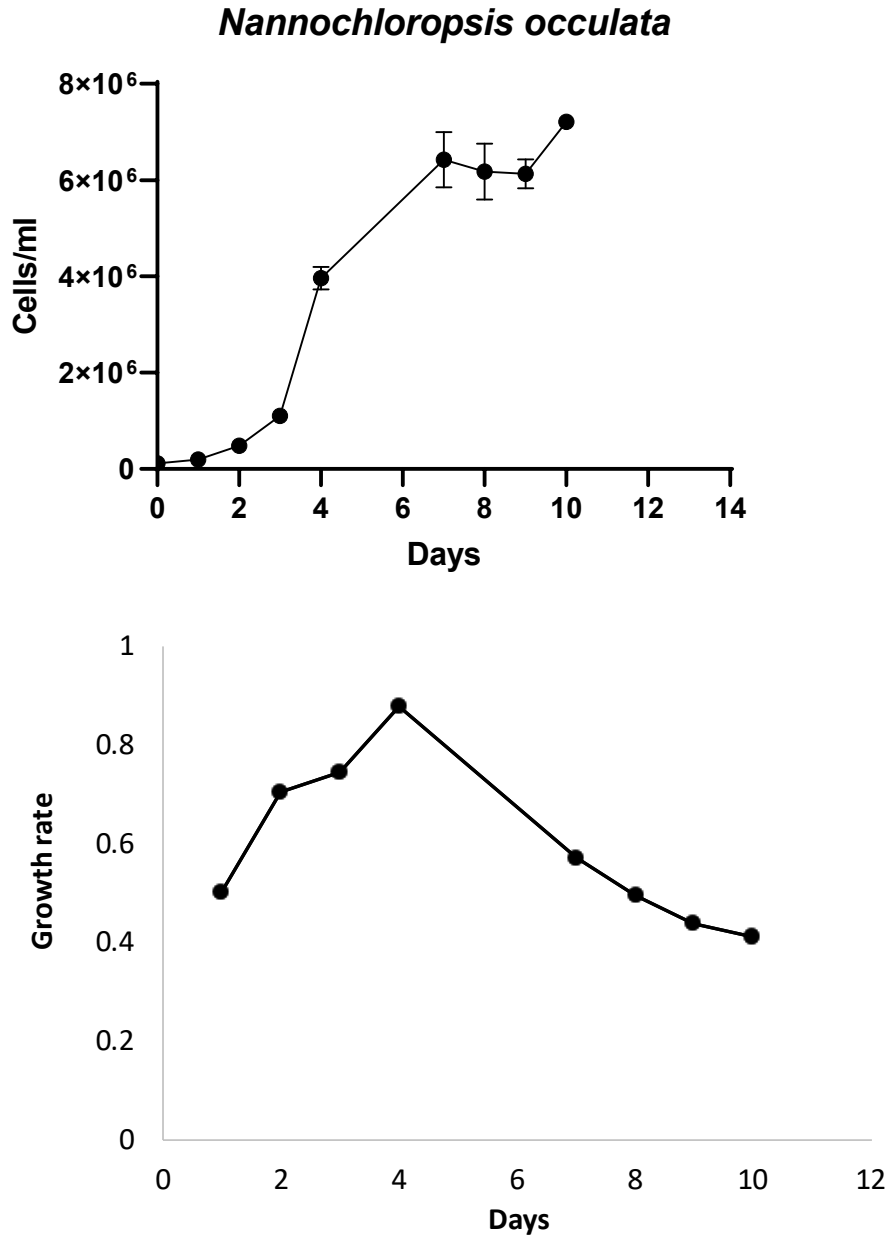 Nannochloropsis occulata
8×10⁶
6×10⁶
4×10⁶
2×10⁶
0
Cells/ml
0 2 4 6 8 10 12 14
Days
1
0.8
0.6
0.4
0.2
0
Growth rate
0 2 4 6 8 10 12
Days